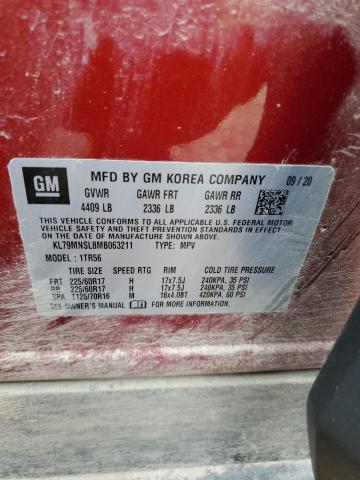 GM
MFD BY GM KOREA COMPANY 09/20
GVWR GAWR FRT GAWR RR
4409 LB 2336 LB 2336 LB
THIS VEHICLE CONFORMS TO ALL APPLICABLE U.S. FEDERAL MOTOR
VEHICLE SAFETY, BUMPER, AND THEFT PREVENTION STANDARDS
IN EFFECT ON THE DATE OF MANUFACTURE SHOWN ABOVE.
KL79MNSL8MB063211 TYPE: MPV
MODEL : 1TR56
TIRE SIZE SPEED RTG RIM COLD TIRE PRESSURE
FRT 225/60R17 H 17x7.5J 240KPA, 35 PSI
RR 225/60R17 H 17x7.5J 240KPA, 35 PSI
SPA T125/70R16 M 16x4.0BT 420KPA, 60 PSI
SEE OWNER'S MANUAL FOR MORE INFORMATION.